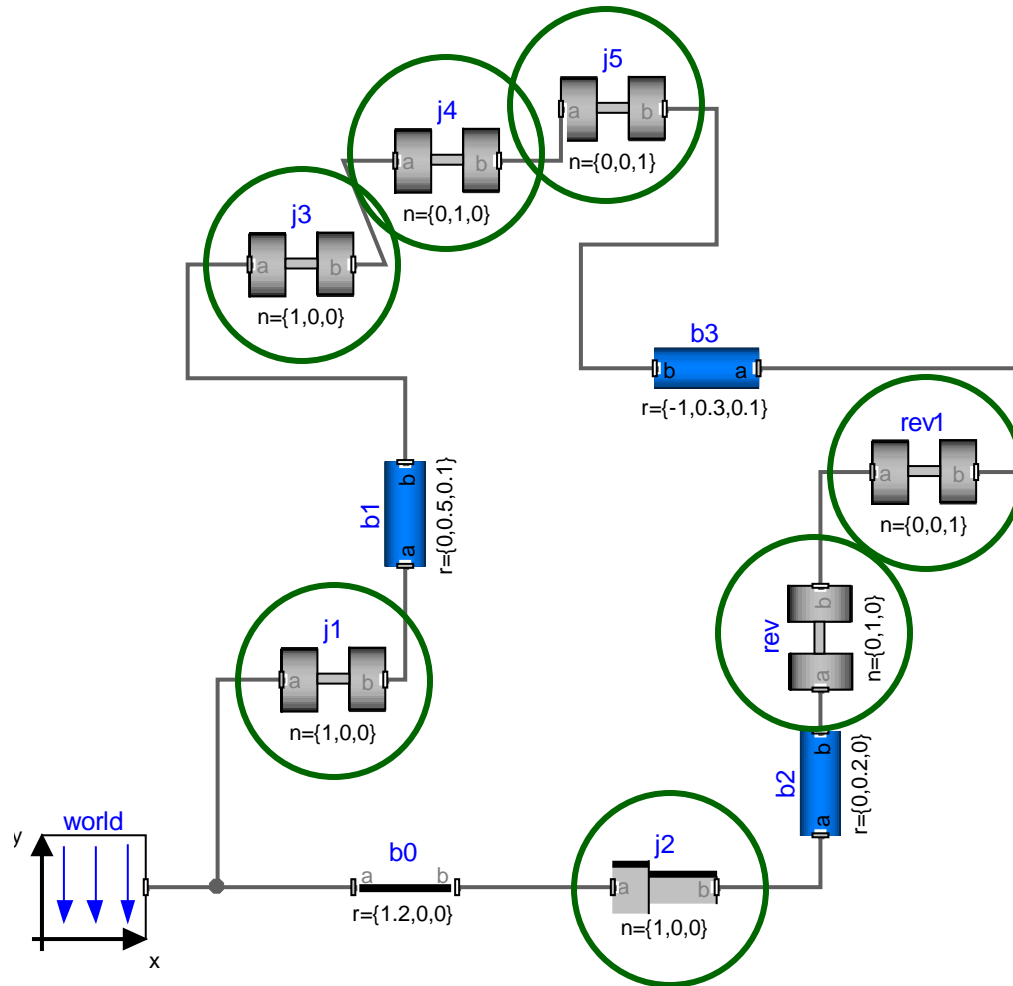 j5
a
b
n={0,0,1}
j4
a
b
n={0,1,0}
j3
a
b
n={1,0,0}
b3
b
a
r={-1,0.3,0.1}
rev1
a
b
n={0,0,1}
b1
b
a
r={0,0.5,0.1}
rev
b
a
n={0,1,0}
j1
a
b
n={1,0,0}
b2
b
a
r={0,0.2,0}
world
y
x
b0
a
b
r={1.2,0,0}
j2
a
b
n={1,0,0}